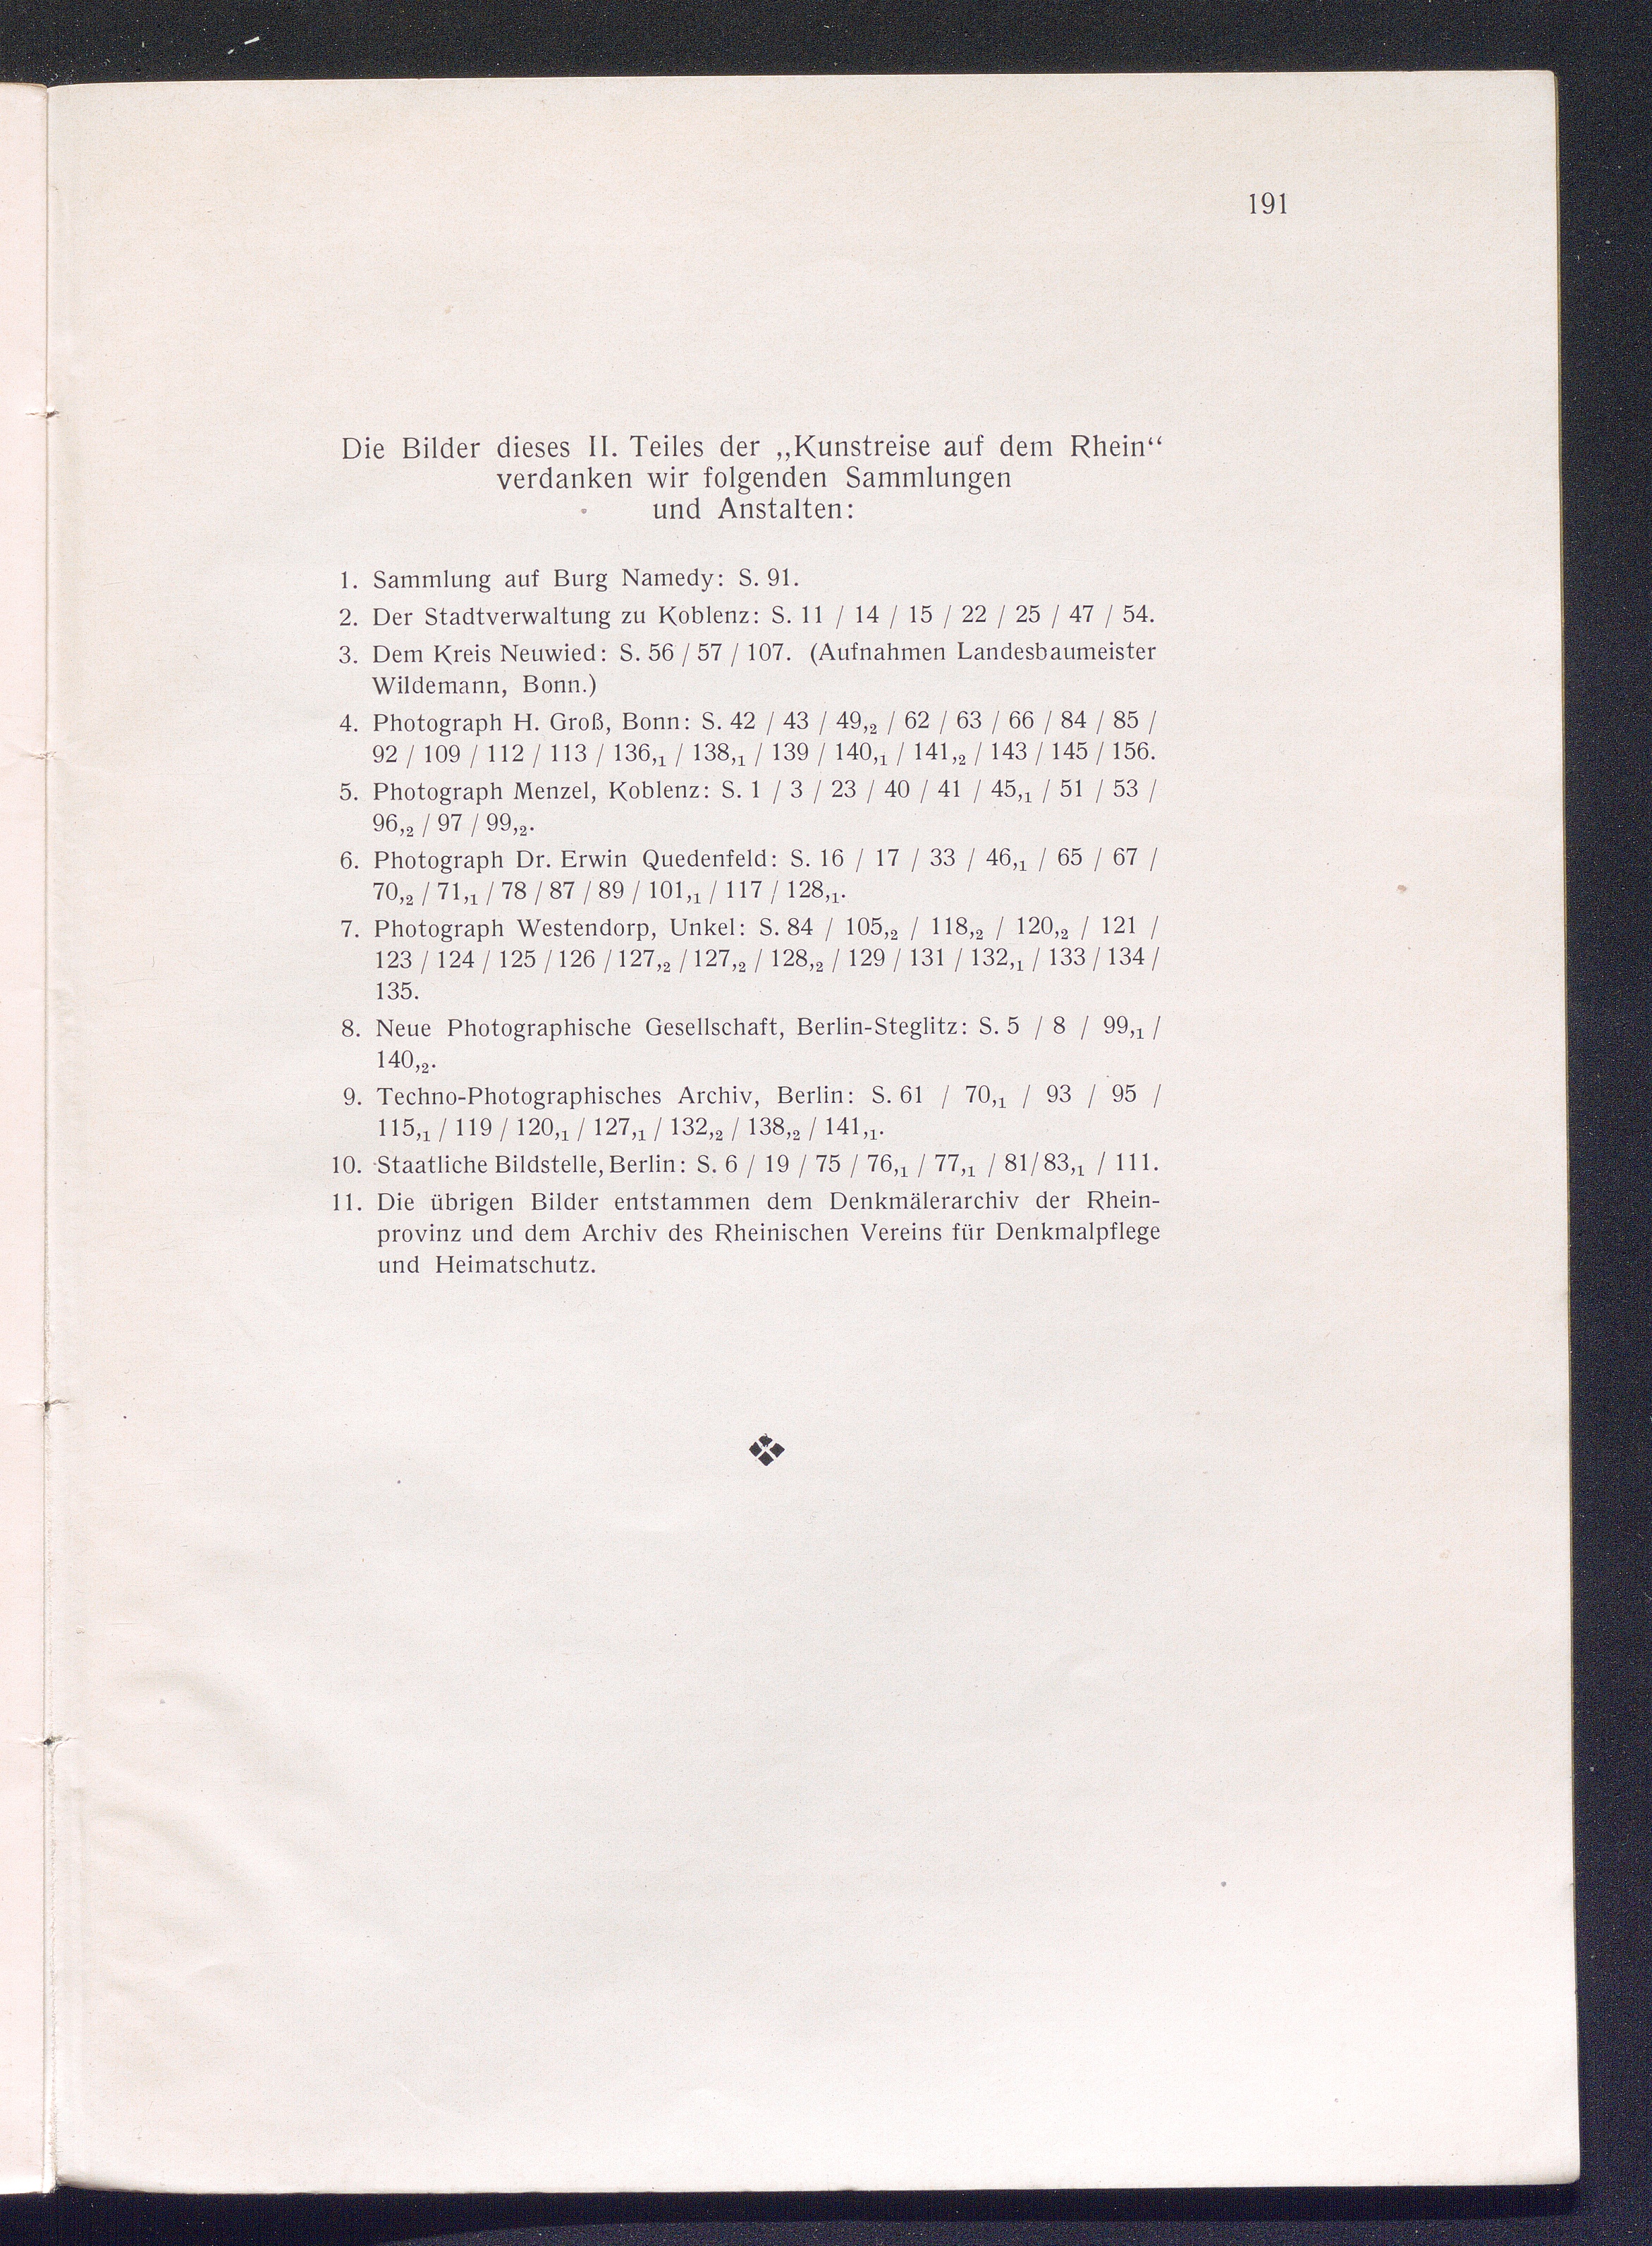 191
Die Bilder dieses II. Teiles der „Kunstreise auf dem Rhein“
verdanken wir folgenden Sammlungen
und Anstalten:
1. Sammlung auf Burg Namedy: S. 91.
2. Der Stadtverwaltung zu Koblenz: S. 11 / 14 / 15 / 22 / 25 / 47 / 54.
3. Dem Kreis Neuwied: S. 56 / 57 / 107. (Aufnahmen Landesbaumeister
Wildemann, Bonn.)
4. Photograph H. Groß, Bonn: S. 42 / 43 / 49,₂ / 62 / 63 / 66 / 84 / 85 /
92 / 109 / 112 / 113 / 136,₁ / 138,₁ / 139 / 140,₁ / 141,₂ / 143 / 145 / 156.
5. Photograph Menzel, Koblenz: S. 1 / 3 / 23 / 40 / 41 / 45,₁ / 51 / 53 /
96,₂ / 97 / 99,₂.
6. Photograph Dr. Erwin Quedenfeld: S. 16 / 17 / 33 / 46,₁ / 65 / 67 /
70,₂ / 71,₁ / 78 / 87 / 89 / 101,₁ / 117 / 128,₁.
7. Photograph Westendorp, Unkel: S. 84 / 105,₂ / 118,₂ / 120,₂ / 121 /
123 / 124 / 125 / 126 / 127,₂ / 127,₂ / 128,₂ / 129 / 131 / 132,₁ / 133 / 134 /
135.
8. Neue Photographische Gesellschaft, Berlin-Steglitz: S. 5 / 8 / 99,₁ /
140,₂.
9. Techno-Photographisches Archiv, Berlin: S. 61 / 70,₁ / 93 / 95 /
115,₁ / 119 / 120,₁ / 127,₁ / 132,₂ / 138,₂ / 141,₁.
10. Staatliche Bildstelle, Berlin: S. 6 / 19 / 75 / 76,₁ / 77,₁ / 81/83,₁ / 111.
11. Die übrigen Bilder entstammen dem Denkmälerarchiv der Rhein-
provinz und dem Archiv des Rheinischen Vereins für Denkmalpflege
und Heimatschutz.